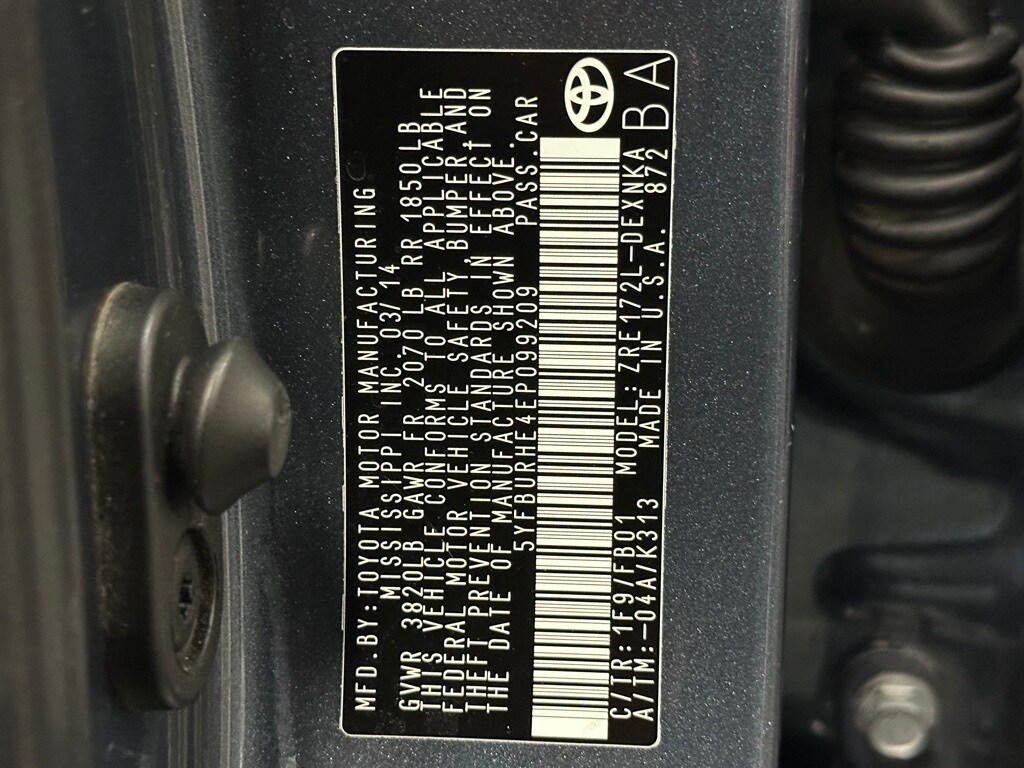 MFD.BY:TOYOTA MOTOR MANUFACTURING
MISSISSIPPI INC.03/14
GVWR 3820LB GAWR FR 2070 LB RR 1850 LB
THIS VEHICLE CONFORMS TO ALL APPLICABLE
FEDERAL MOTOR VEHICLE SAFETY, BUMPER, AND
THEFT PREVENTION STANDARDS IN EFFECT ON
THE DATE OF MANUFACTURE SHOWN ABOVE.
5YFBURHE4EP099209 PASS.CAR
C/TR:1F9/FB01 MODEL:ZRE172L-DEXNKA
A/TM:-04A/K313 MADE IN U.S.A. 872
BA